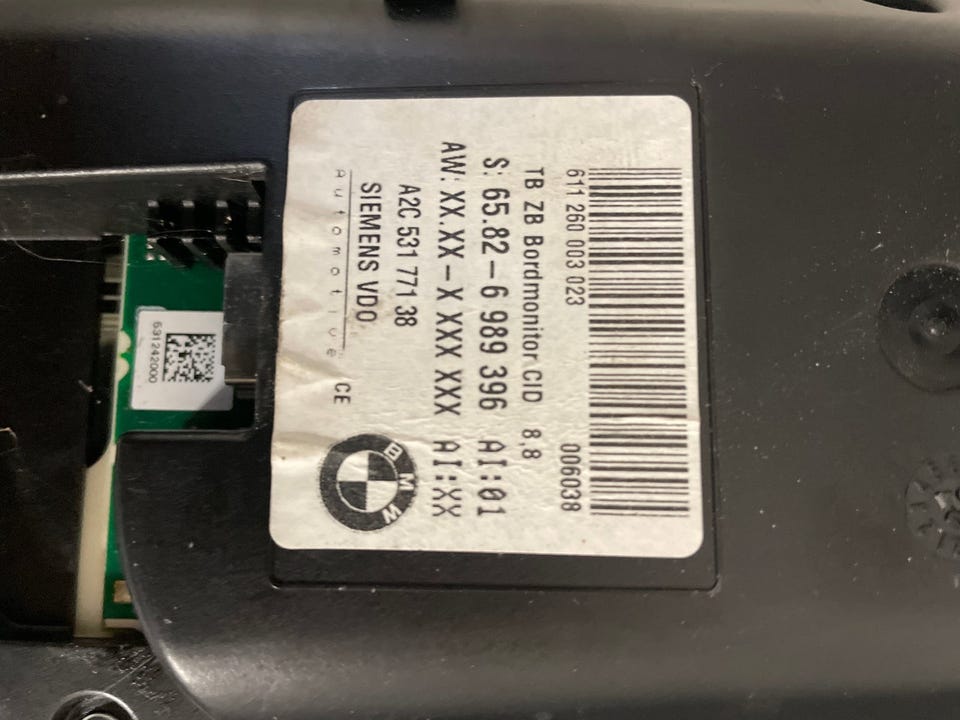 611 260 003 023 006038
TB ZB Bordmonitor CID 8,8
S: 65.82-6 989 396 AI:01
AW: XX.XX-X XXX XXX AI:XX
A2C 531 771 38
SIEMENS VDO
Automotive CE
BMW
631242000